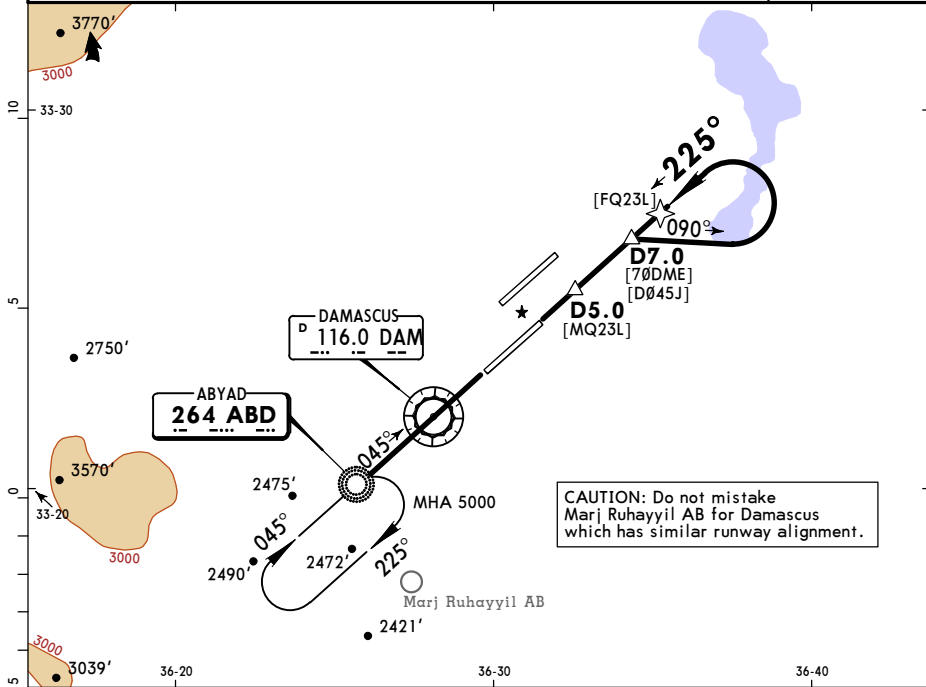 3770'
3000
10
33-30
225°
[FQ23L]
090°
D7.0
[7ØDME]
[DØ45J]
5
D5.0
[MQ23L]
DAMASCUS
D 116.0 DAM
2750'
ABYAD
264 ABD
045°
3570'
2475'
MHA 5000
0
33-20
045°
225°
CAUTION: Do not mistake
Marj Ruhayyil AB for Damascus
which has similar runway alignment.
3000
2490'
2472'
Marj Ruhayyil AB
2421'
3000
3039'
5
36-20
36-30
36-40